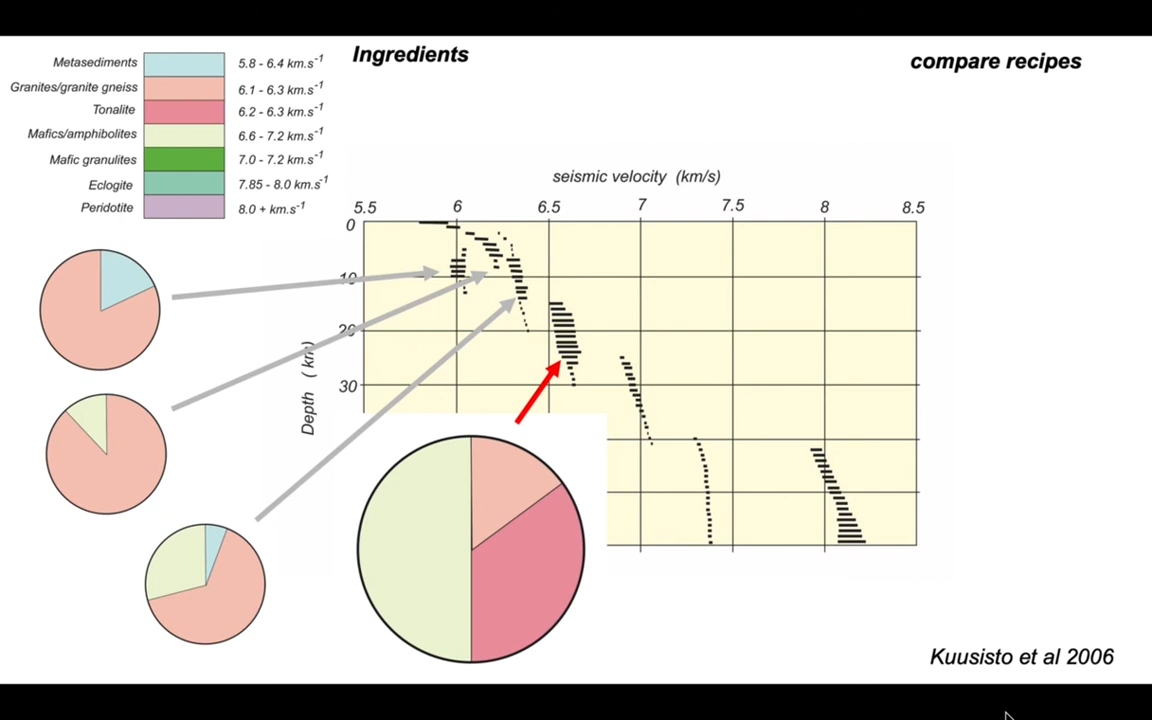 Ingredients
compare recipes
Metasediments 5.8 - 6.4 km.s-1
Granites/granite gneiss 6.1 - 6.3 km.s-1
Tonalite 6.2 - 6.3 km.s-1
Mafics/amphibolites 6.6 - 7.2 km.s-1
Mafic granulites 7.0 - 7.2 km.s-1
Eclogite 7.85 - 8.0 km.s-1
Peridotite 8.0 + km.s-1
seismic velocity (km/s)
5.5 6 6.5 7 7.5 8 8.5
0
10
20
30
Depth (km)
Kuusisto et al 2006